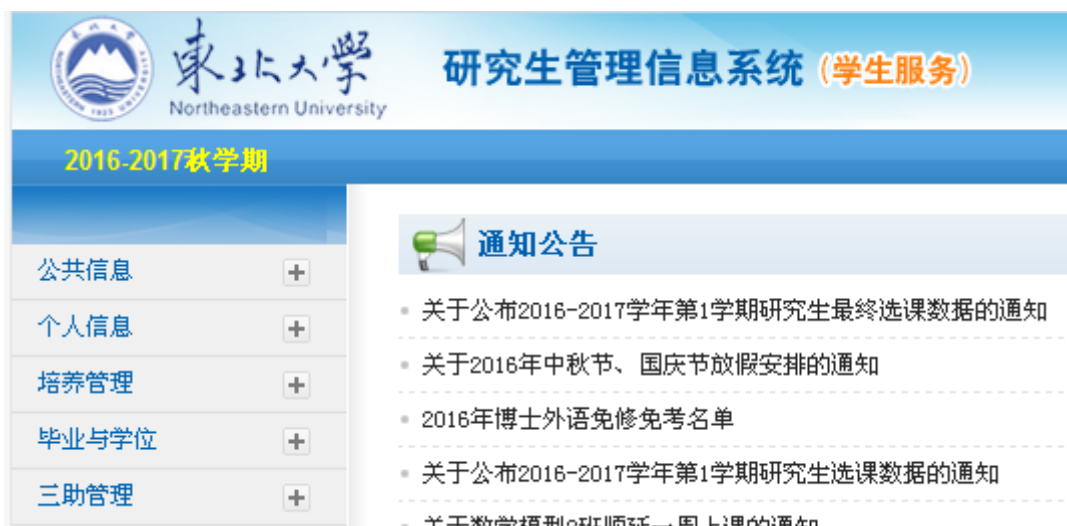 東北大學
Northeastern University
研究生管理信息系统(学生服务)
2016-2017秋学期
公共信息
个人信息
培养管理
毕业与学位
三助管理
通知公告
关于公布2016-2017学年第1学期研究生最终选课数据的通知
关于2016年中秋节、国庆节放假安排的通知
2016年博士外语免修免考名单
关于公布2016-2017学年第1学期研究生选课数据的通知